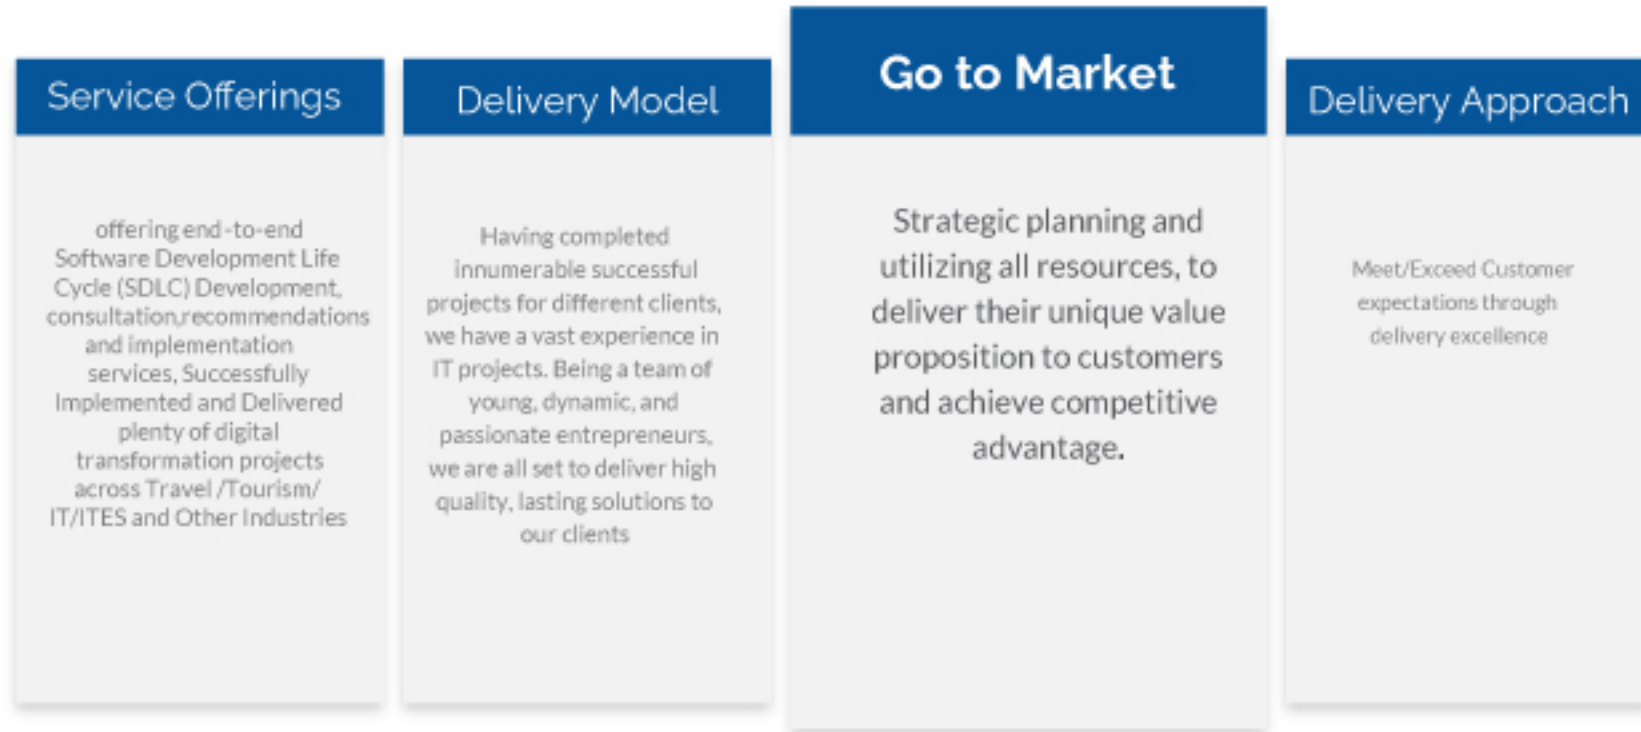 Service Offerings
offering end-to-end
Software Development Life
Cycle (SDLC) Development,
consultation,recommendations
and implementation
services, Successfully
Implemented and Delivered
plenty of digital
transformation projects
across Travel /Tourism/
IT/ITES and Other Industries
Delivery Model
Having completed
innumerable successful
projects for different clients,
we have a vast experience in
IT projects. Being a team of
young, dynamic, and
passionate entrepreneurs,
we are all set to deliver high
quality, lasting solutions to
our clients
Go to Market
Strategic planning and
utilizing all resources, to
deliver their unique value
proposition to customers
and achieve competitive
advantage.
Delivery Approach
Meet/Exceed Customer
expectations through
delivery excellence